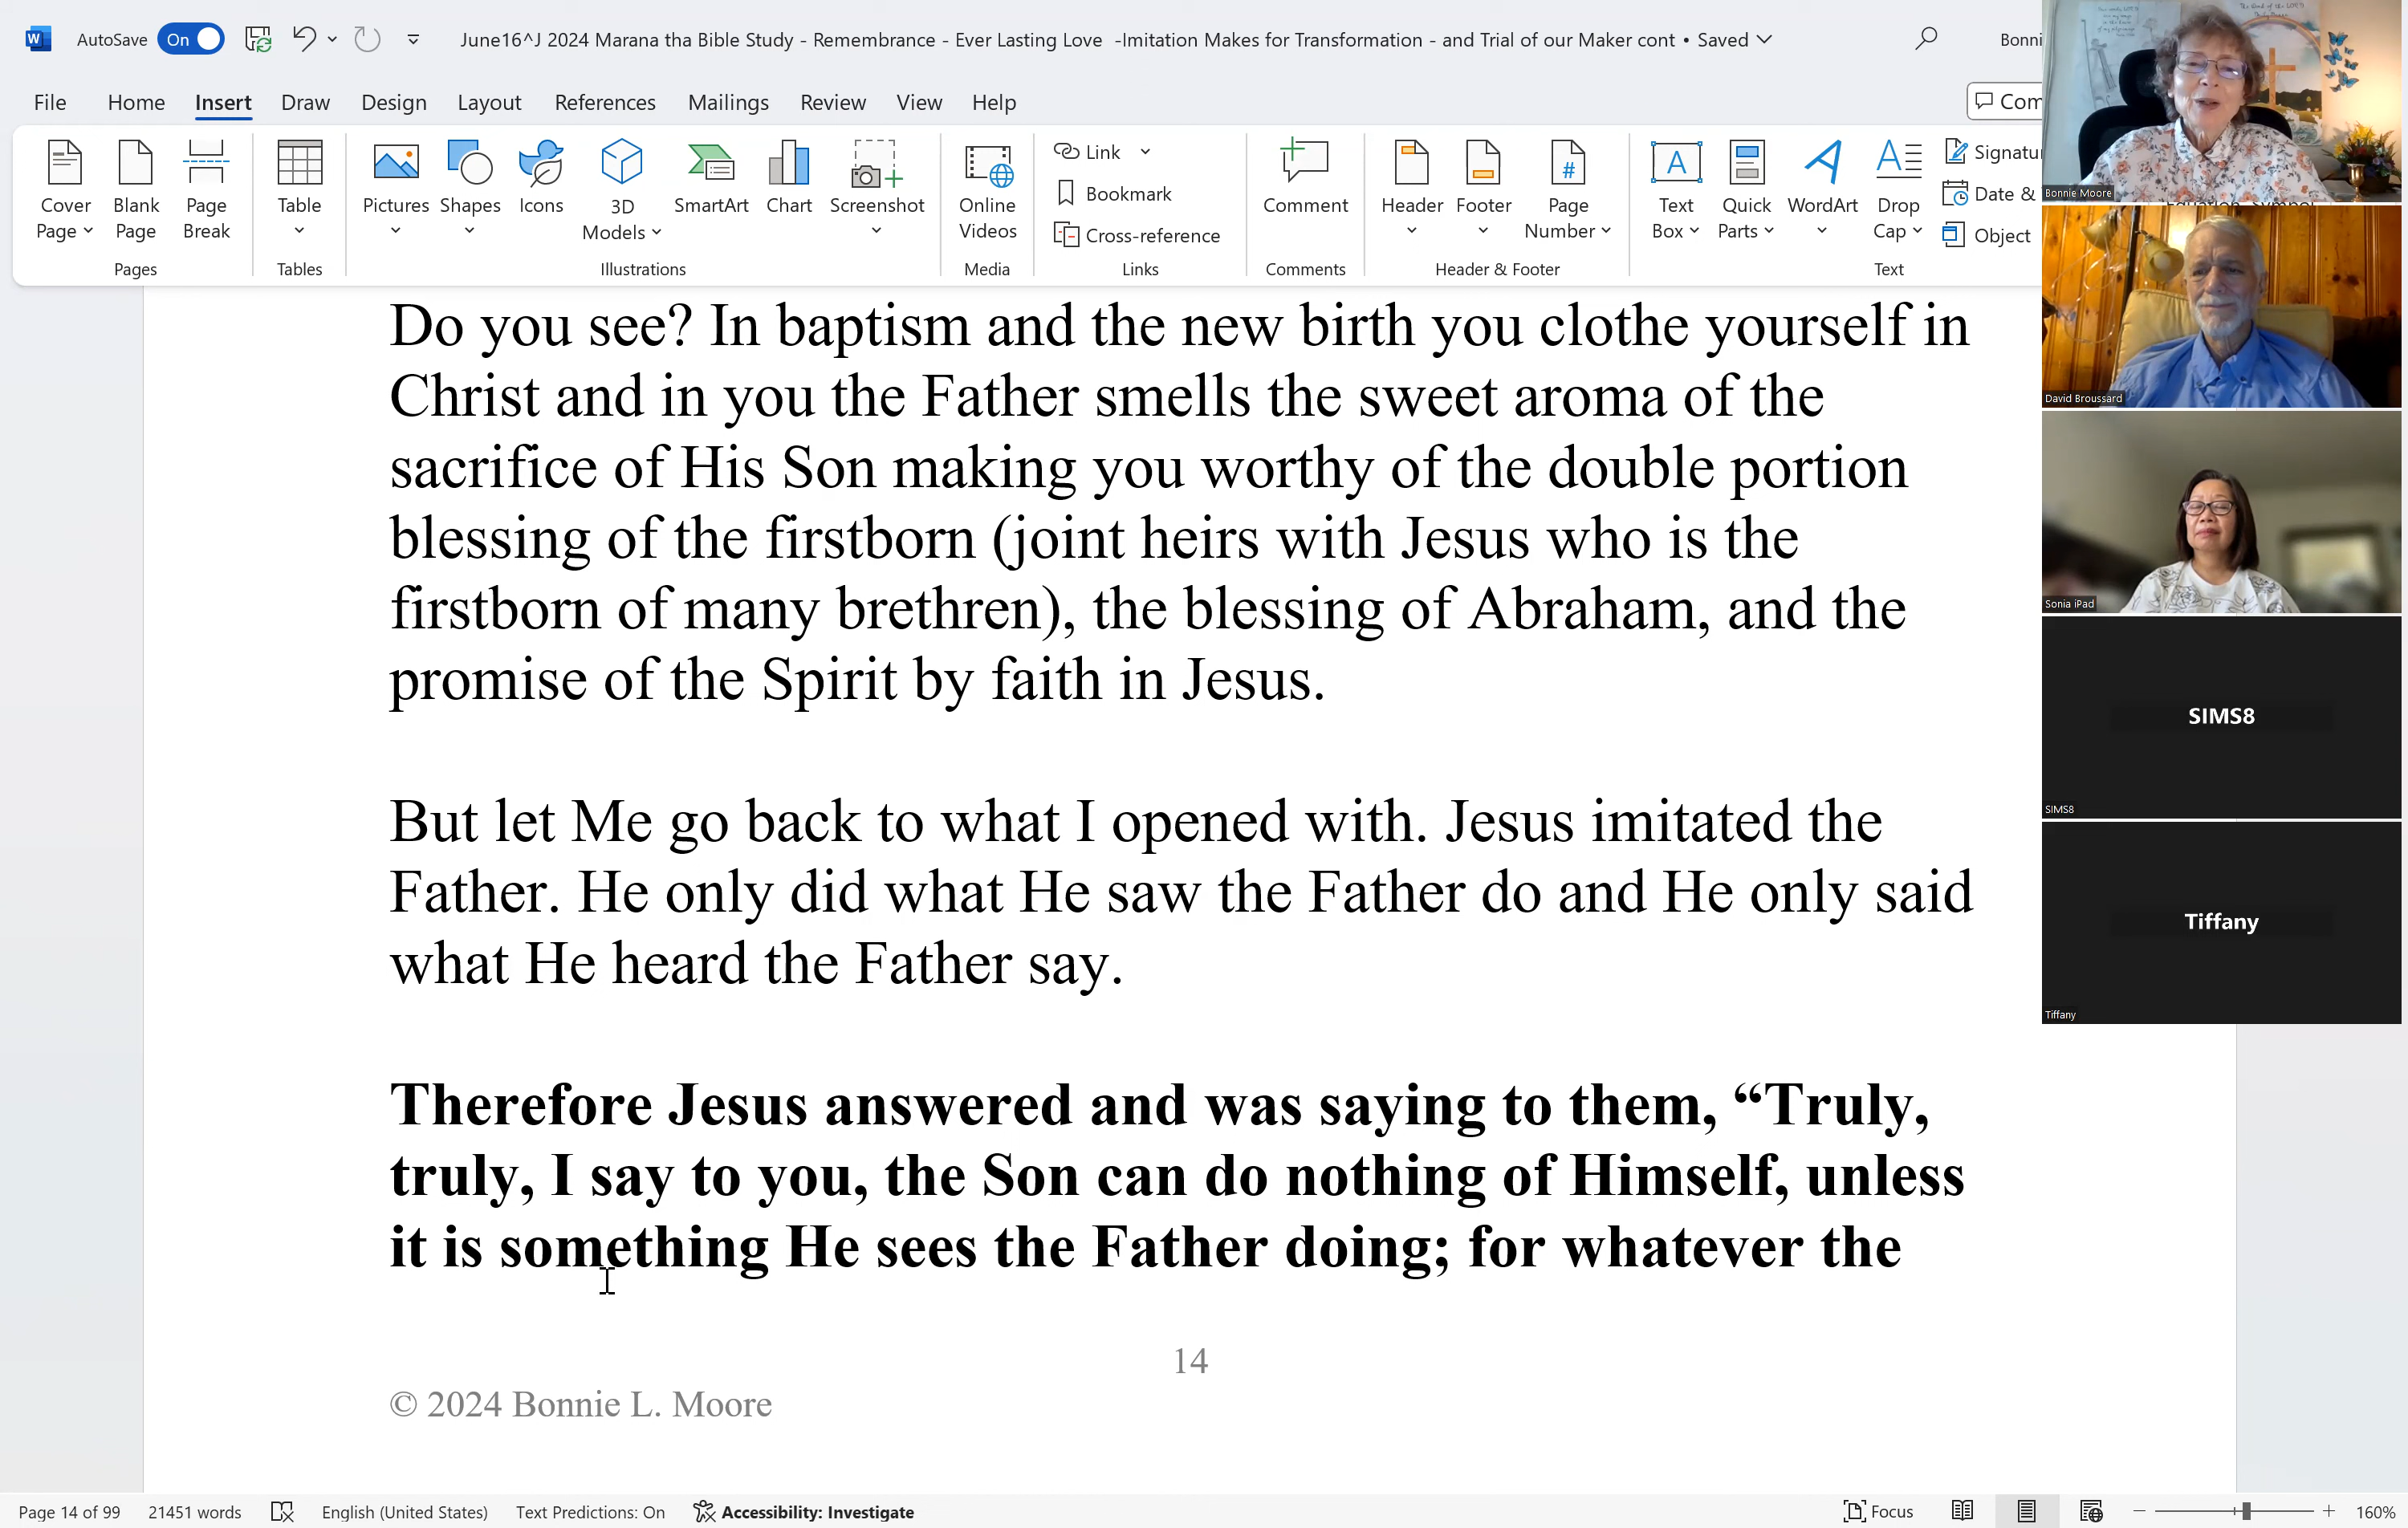 AutoSave On June16^J 2024 Marana tha Bible Study - Remembrance - Ever Lasting Love -Imitation Makes for Transformation - and Trial of our Maker cont • Saved Bonni
File Home Insert Draw Design Layout References Mailings Review View Help Com
Cover Page
Blank Page
Page Break
Pages
Table
Tables
Pictures
Shapes
Icons
3D Models
SmartArt
Chart
Screenshot
Illustrations
Online Videos
Media
Link
Bookmark
Cross-reference
Links
Comment
Comments
Header
Footer
Page Number
Header & Footer
Text Box
Quick Parts
WordArt
Drop Cap
Signatu
Date &
Object
Text
Do you see? In baptism and the new birth you clothe yourself in
Christ and in you the Father smells the sweet aroma of the
sacrifice of His Son making you worthy of the double portion
blessing of the firstborn (joint heirs with Jesus who is the
firstborn of many brethren), the blessing of Abraham, and the
promise of the Spirit by faith in Jesus.
But let Me go back to what I opened with. Jesus imitated the
Father. He only did what He saw the Father do and He only said
what He heard the Father say.
Therefore Jesus answered and was saying to them, “Truly,
truly, I say to you, the Son can do nothing of Himself, unless
it is something He sees the Father doing; for whatever the
14
© 2024 Bonnie L. Moore
Bonnie Moore
David Broussard
Sonia iPad
SIMS8
SIMS8
Tiffany
Tiffany
Page 14 of 99 21451 words English (United States) Text Predictions: On Accessibility: Investigate Focus 160%